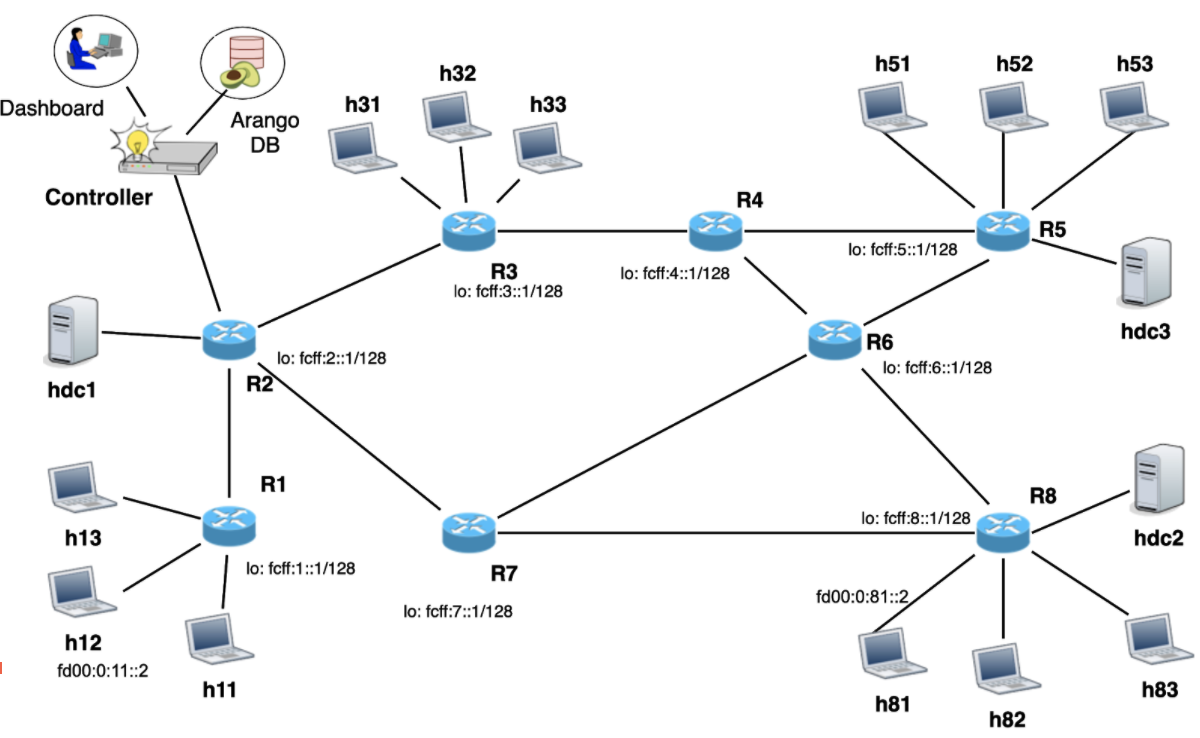 Dashboard
Arango
DB
Controller
h31
h32
h33
h51
h52
h53
R3
lo: fcff:3::1/128
R4
lo: fcff:4::1/128
R5
lo: fcff:5::1/128
hdc3
hdc1
lo: fcff:2::1/128
R2
R6
lo: fcff:6::1/128
R1
lo: fcff:1::1/128
h13
h12
fd00:0:11::2
h11
R7
lo: fcff:7::1/128
R8
lo: fcff:8::1/128
hdc2
fd00:0:81::2
h81
h82
h83